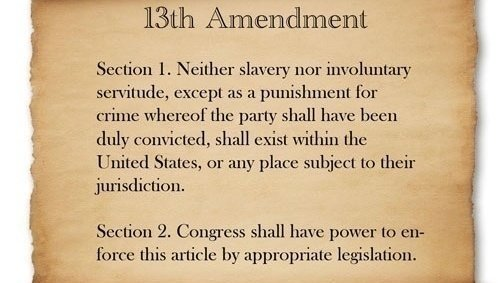 13th Amendment
Section 1. Neither slavery nor involuntary
servitude, except as a punishment for
crime whereof the party shall have been
duly convicted, shall exist within the
United States, or any place subject to their
jurisdiction.
Section 2. Congress shall have power to en-
force this article by appropriate legislation.